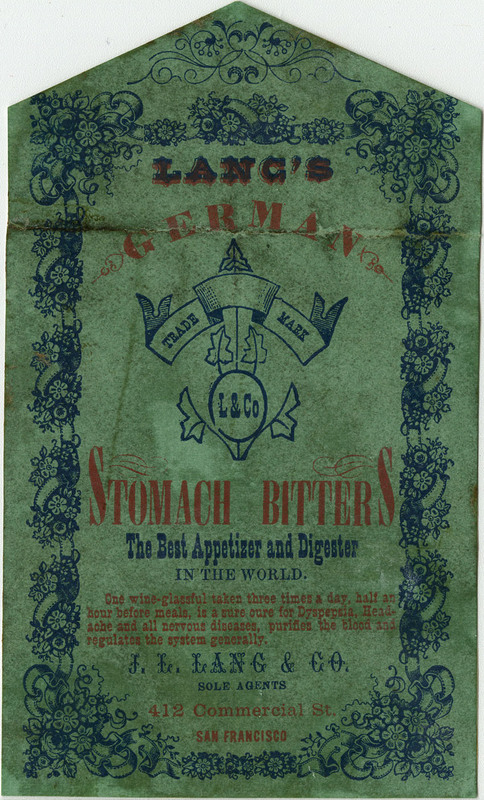 LANG'S
GERMAN
TRADE MARK
L & Co
STOMACH BITTERS
The Best Appetizer and Digester
IN THE WORLD.
One wine-glassful taken three times a day, half an
hour before meals, is a sure cure for Dyspepsia, Head-
ache and all nervous diseases, purifies the blood and
regulates the system generally.
J. L. LANG & CO.
SOLE AGENTS
412 Commercial St.
SAN FRANCISCO